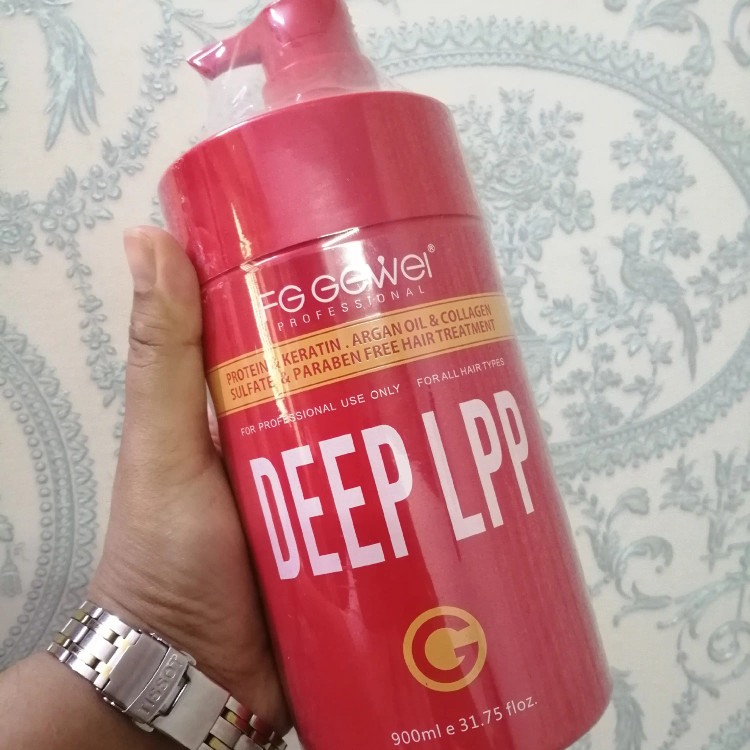 FG GEWEI®
PROFESSIONAL
PROTEIN & KERATIN . ARGAN OIL & COLLAGEN
SULFATE & PARABEN FREE HAIR TREATMENT
FOR PROFESSIONAL USE ONLY FOR ALL HAIR TYPES
DEEP LPP
G
900ml e 31.75 floz.
TISSOT